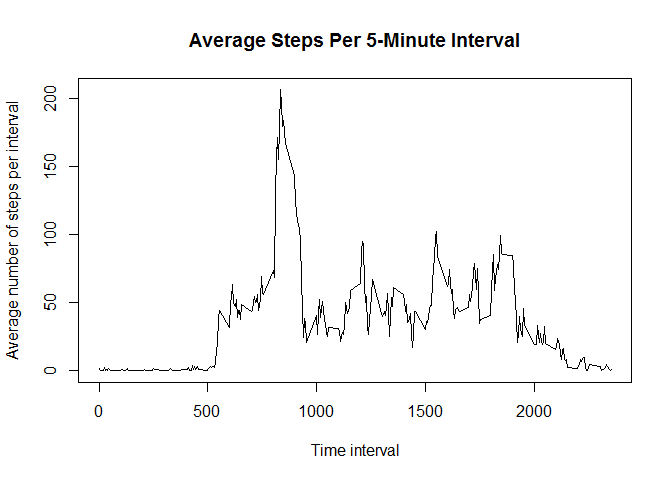 Average Steps Per 5-Minute Interval
Average number of steps per interval
200
150
100
50
0
0 500 1000 1500 2000
Time interval